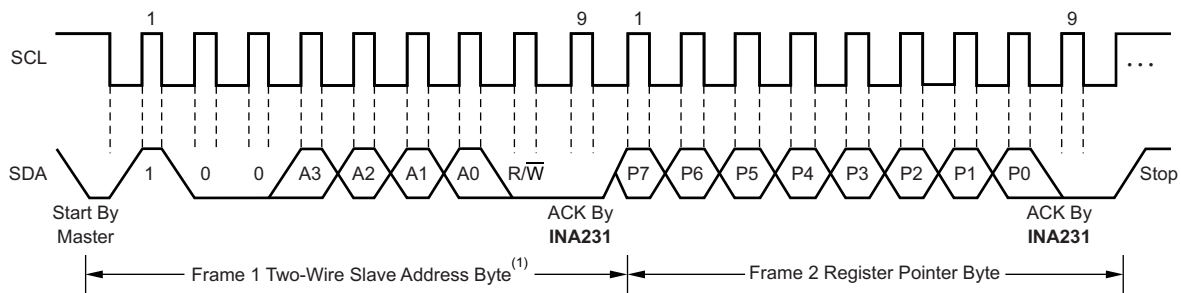 1 9 1 9
SCL
...
SDA 1 0 0 A3 A2 A1 A0 R/W̅ P7 P6 P5 P4 P3 P2 P1 P0 Stop
Start By
Master
ACK By
INA231
ACK By
INA231
Frame 1 Two-Wire Slave Address Byte(1)
Frame 2 Register Pointer Byte